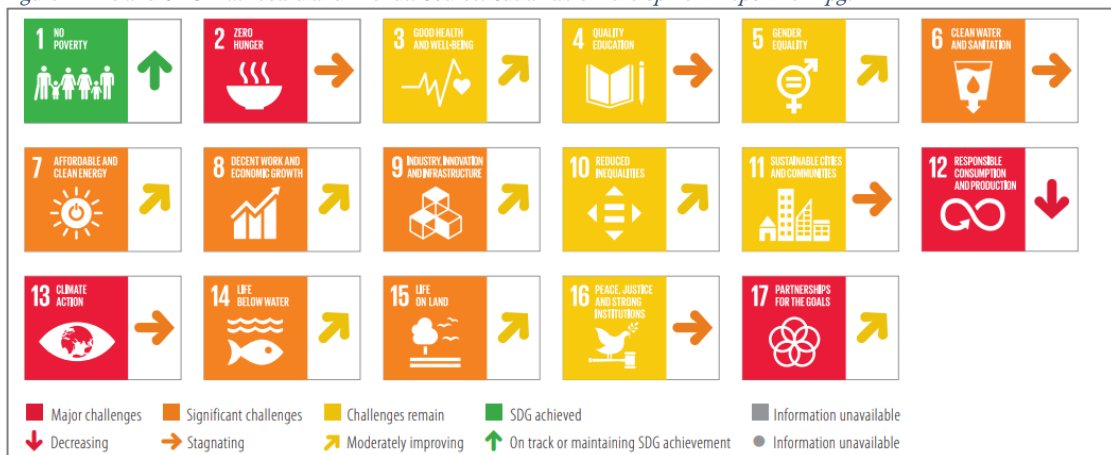 1 NO POVERTY
2 ZERO HUNGER
3 GOOD HEALTH AND WELL-BEING
4 QUALITY EDUCATION
5 GENDER EQUALITY
6 CLEAN WATER AND SANITATION
7 AFFORDABLE AND CLEAN ENERGY
8 DECENT WORK AND ECONOMIC GROWTH
9 INDUSTRY, INNOVATION AND INFRASTRUCTURE
10 REDUCED INEQUALITIES
11 SUSTAINABLE CITIES AND COMMUNITIES
12 RESPONSIBLE CONSUMPTION AND PRODUCTION
13 CLIMATE ACTION
14 LIFE BELOW WATER
15 LIFE ON LAND
16 PEACE, JUSTICE AND STRONG INSTITUTIONS
17 PARTNERSHIPS FOR THE GOALS
Major challenges Significant challenges Challenges remain SDG achieved Information unavailable
Decreasing Stagnating Moderately improving On track or maintaining SDG achievement Information unavailable